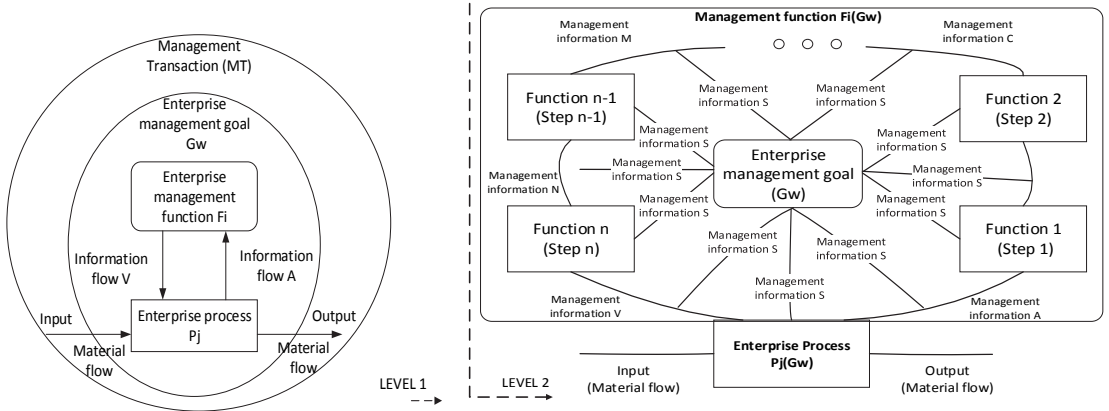 Management
Transaction (MT)
Enterprise
management goal
Gw
Enterprise
management
function Fi
Information
flow V
Information
flow A
Input
Enterprise process
Pj
Output
Material
flow
Material
flow
LEVEL 1
LEVEL 2
Management function Fi(Gw)
Management
information M
Management
information C
Management
information S
Management
information S
Function n-1
(Step n-1)
Function 2
(Step 2)
Management
information S
Management
information S
Enterprise
management goal
(Gw)
Management
information S
Management
information S
Management
information N
Management
information S
Management
information S
Function n
(Step n)
Function 1
(Step 1)
Management
information S
Management
information S
Management
information S
Management
information V
Management
information A
Enterprise Process
Pj(Gw)
Input
(Material flow)
Output
(Material flow)